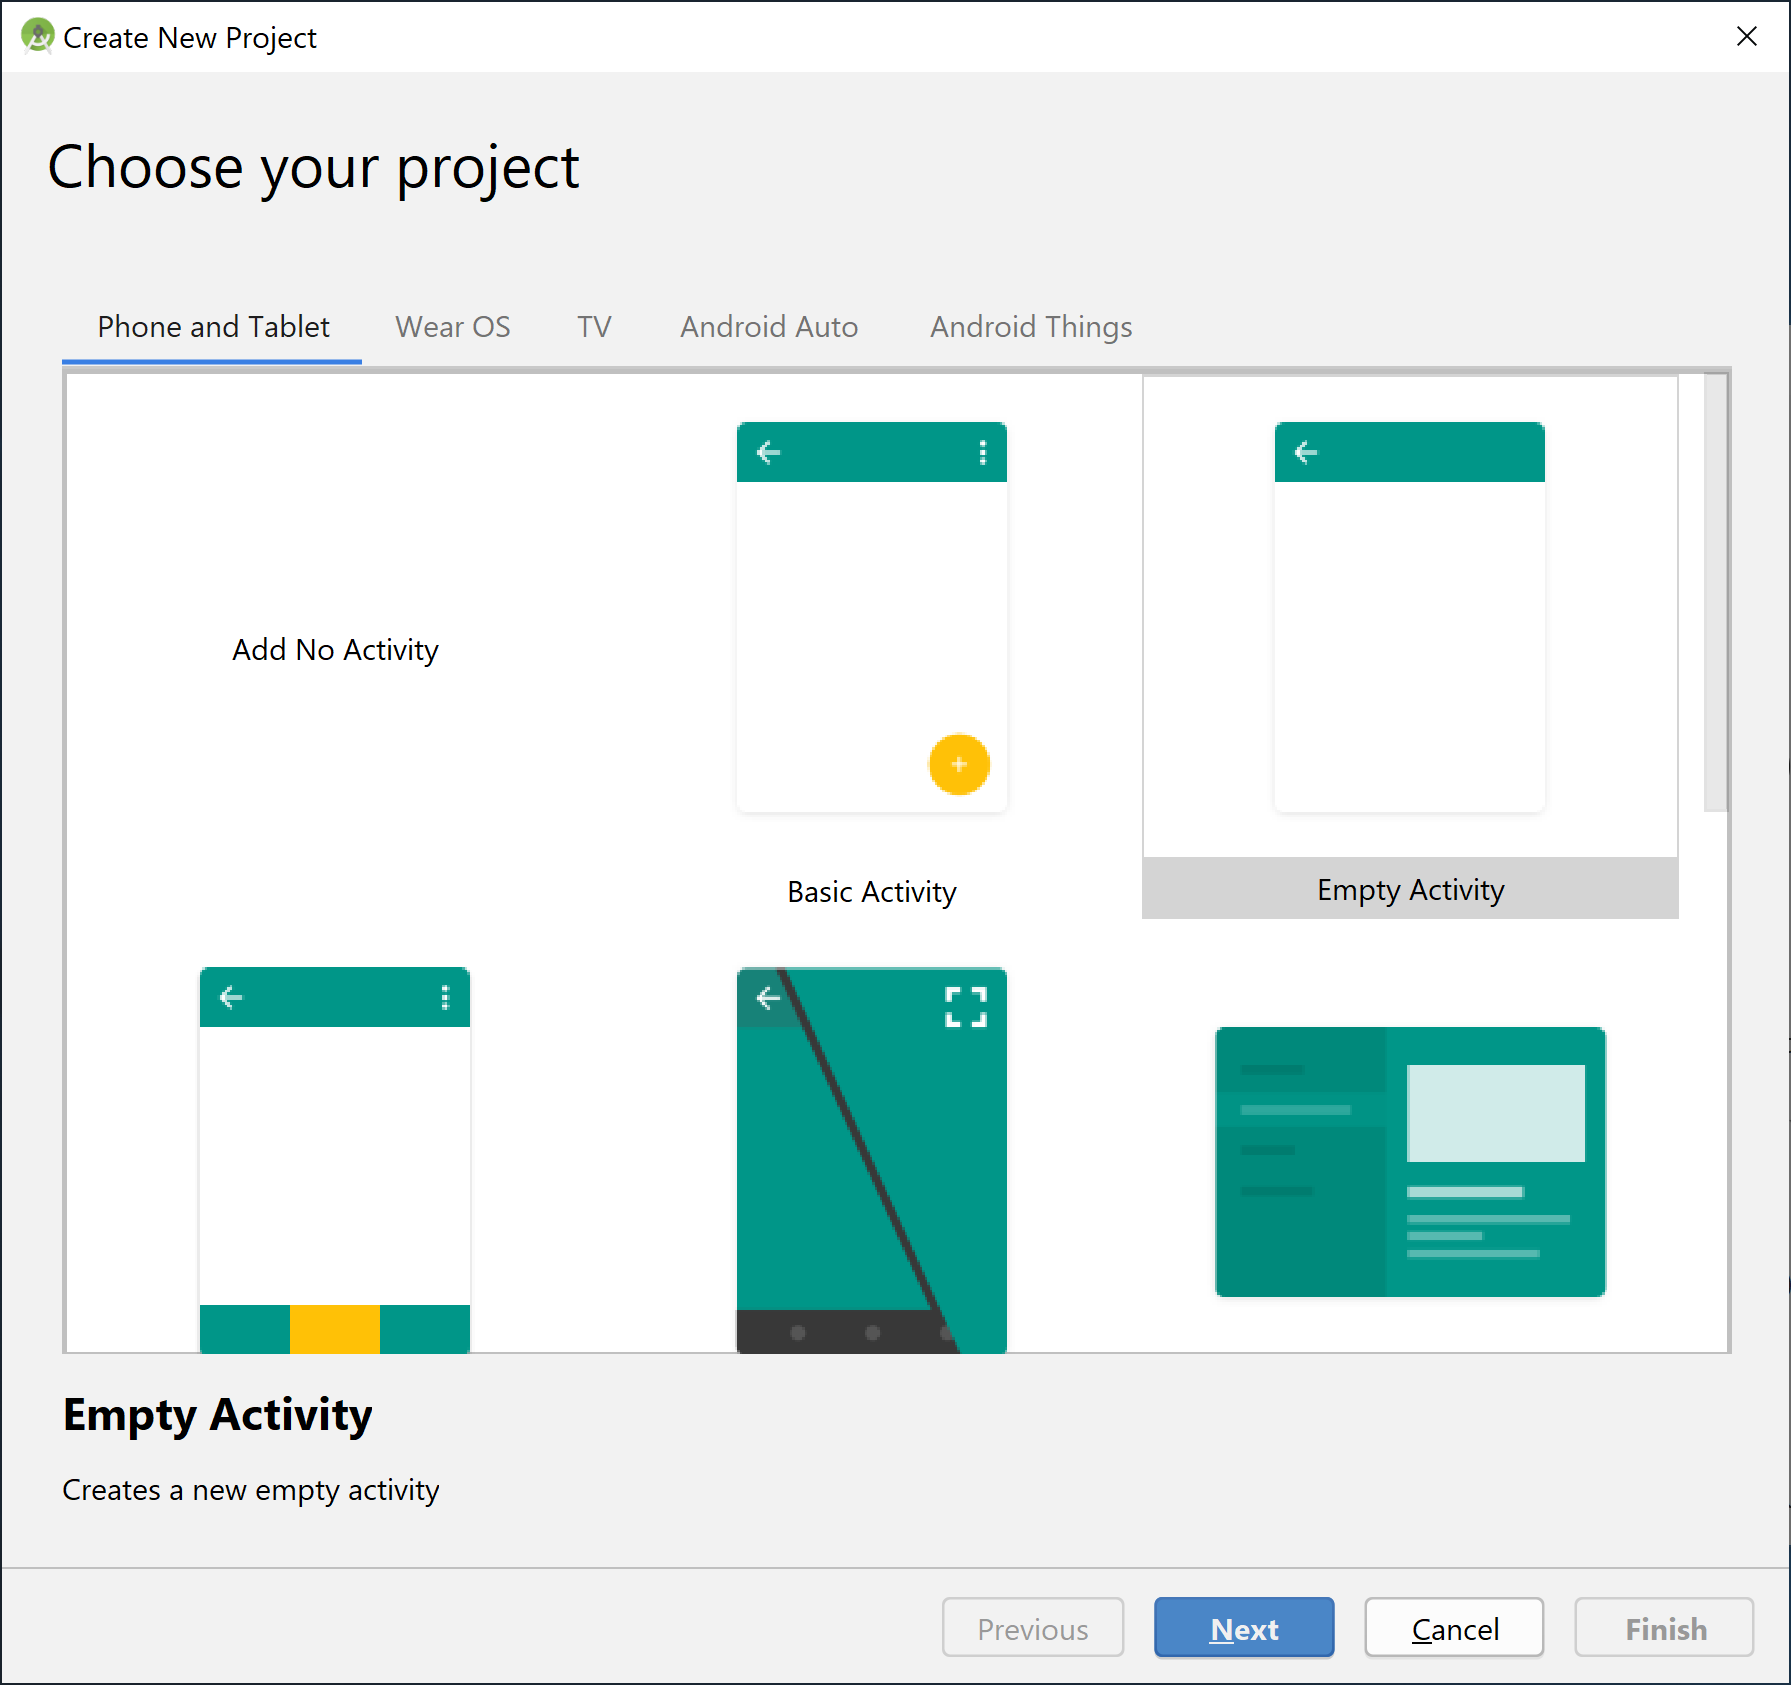 Create New Project
Choose your project
Phone and Tablet Wear OS TV Android Auto Android Things
Add No Activity
Basic Activity
Empty Activity
Empty Activity
Creates a new empty activity
Previous Next Cancel Finish